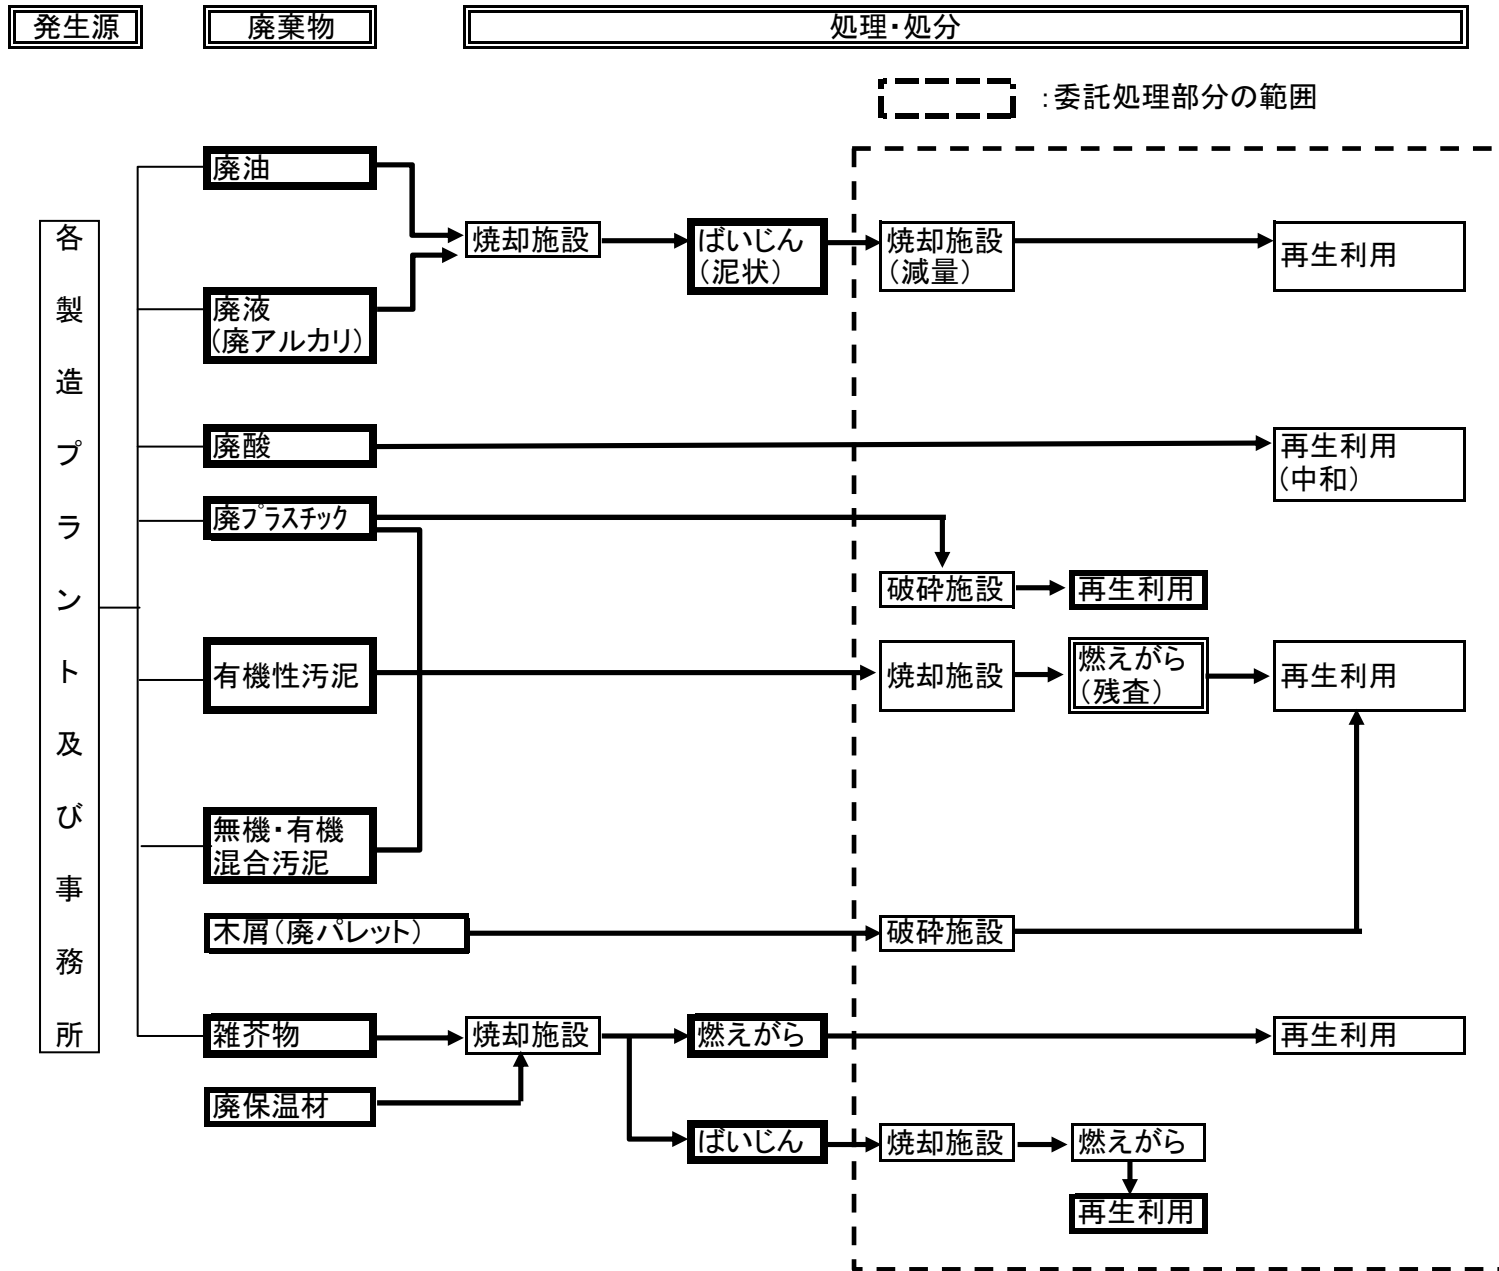 発生源
廃棄物
処理・処分
:委託処理部分の範囲
各製造プラント及び事務所
廃油
焼却施設
ばいじん
(泥状)
焼却施設
(減量)
再生利用
廃液
(廃アルカリ)
廃酸
再生利用
(中和)
廃プラスチック
破砕施設
再生利用
有機性汚泥
焼却施設
燃えがら
(残査)
再生利用
無機・有機
混合汚泥
木屑(廃パレット)
破砕施設
雑芥物
焼却施設
燃えがら
再生利用
廃保温材
ばいじん
焼却施設
燃えがら
再生利用